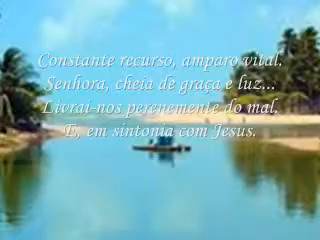 Constante recurso, amparo vital.
Senhora, cheia de graça e luz...
Livrai-nos perenemente do mal.
E, em sintonia com Jesus.